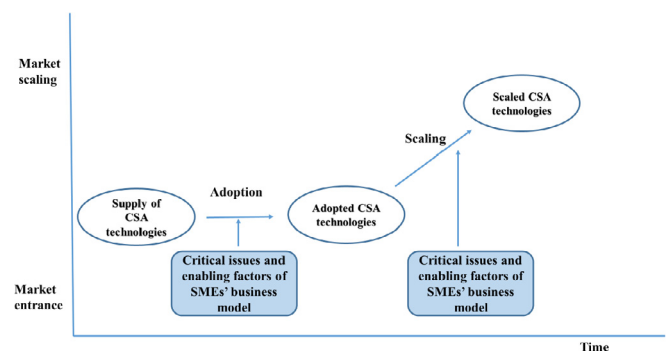 Market
scaling
Scaled CSA
technologies
Scaling
Adoption
Supply of
CSA
technologies
Adopted CSA
technologies
Critical issues and
enabling factors of
SMEs' business
model
Critical issues and
enabling factors of
SMEs' business
model
Market
entrance
Time